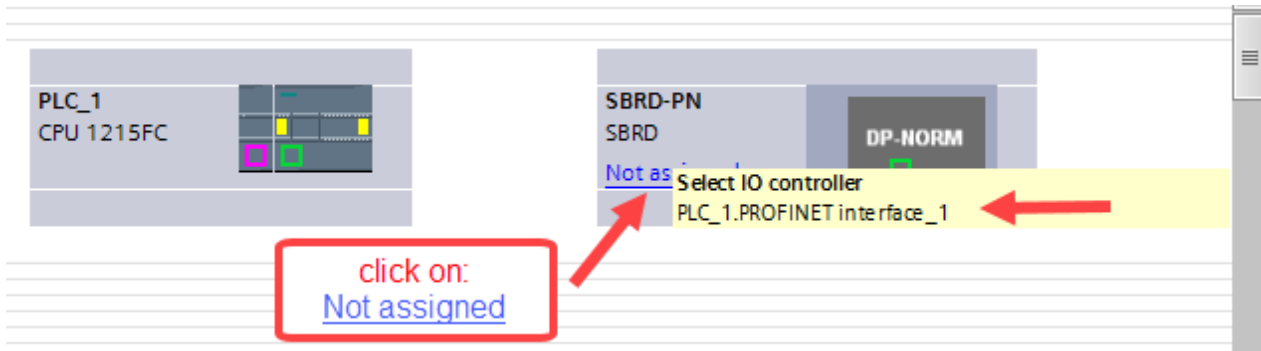 PLC_1
CPU 1215FC
SBRD-PN
SBRD
DP-NORM
Not as
Select IO controller
PLC_1.PROFINET interface_1
click on:
Not assigned